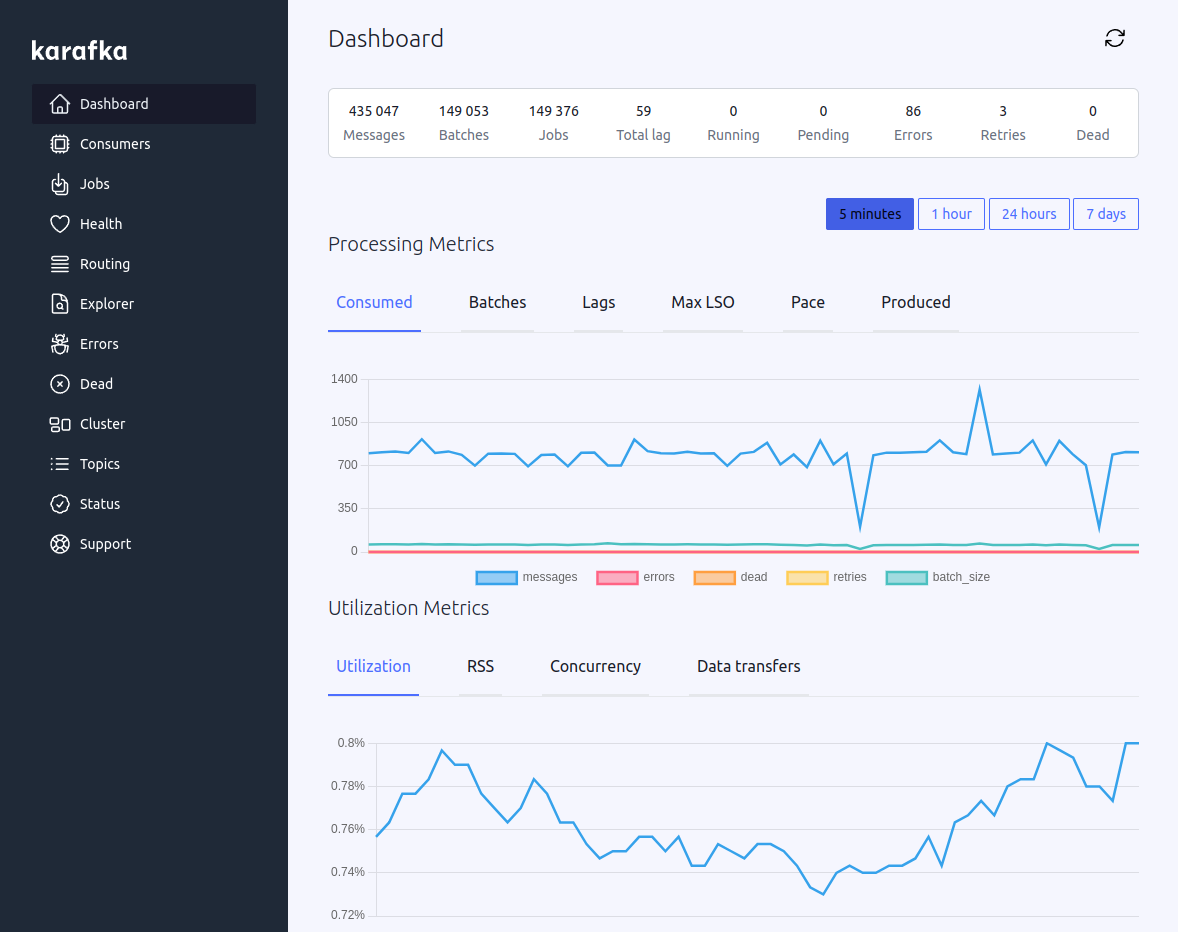 karafka
Dashboard
Consumers
Jobs
Health
Routing
Explorer
Errors
Dead
Cluster
Topics
Status
Support
Dashboard
435 047 149 053 149 376 59 0 0 86 3 0
Messages Batches Jobs Total lag Running Pending Errors Retries Dead
5 minutes 1 hour 24 hours 7 days
Processing Metrics
Consumed Batches Lags Max LSO Pace Produced
1400
1050
700
350
0
messages errors dead retries batch_size
Utilization Metrics
Utilization RSS Concurrency Data transfers
0.8%
0.78%
0.76%
0.74%
0.72%